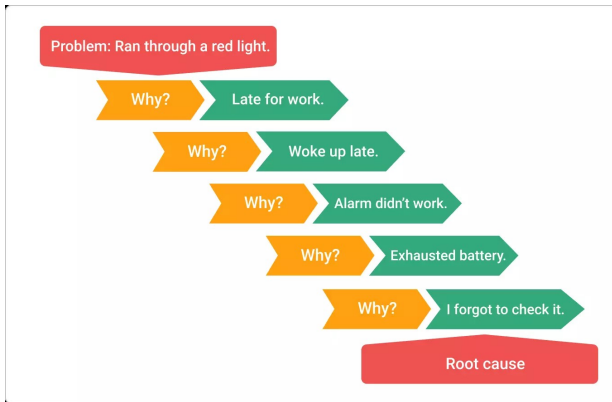 Problem: Ran through a red light.
Why? Late for work.
Why? Woke up late.
Why? Alarm didn’t work.
Why? Exhausted battery.
Why? I forgot to check it.
Root cause